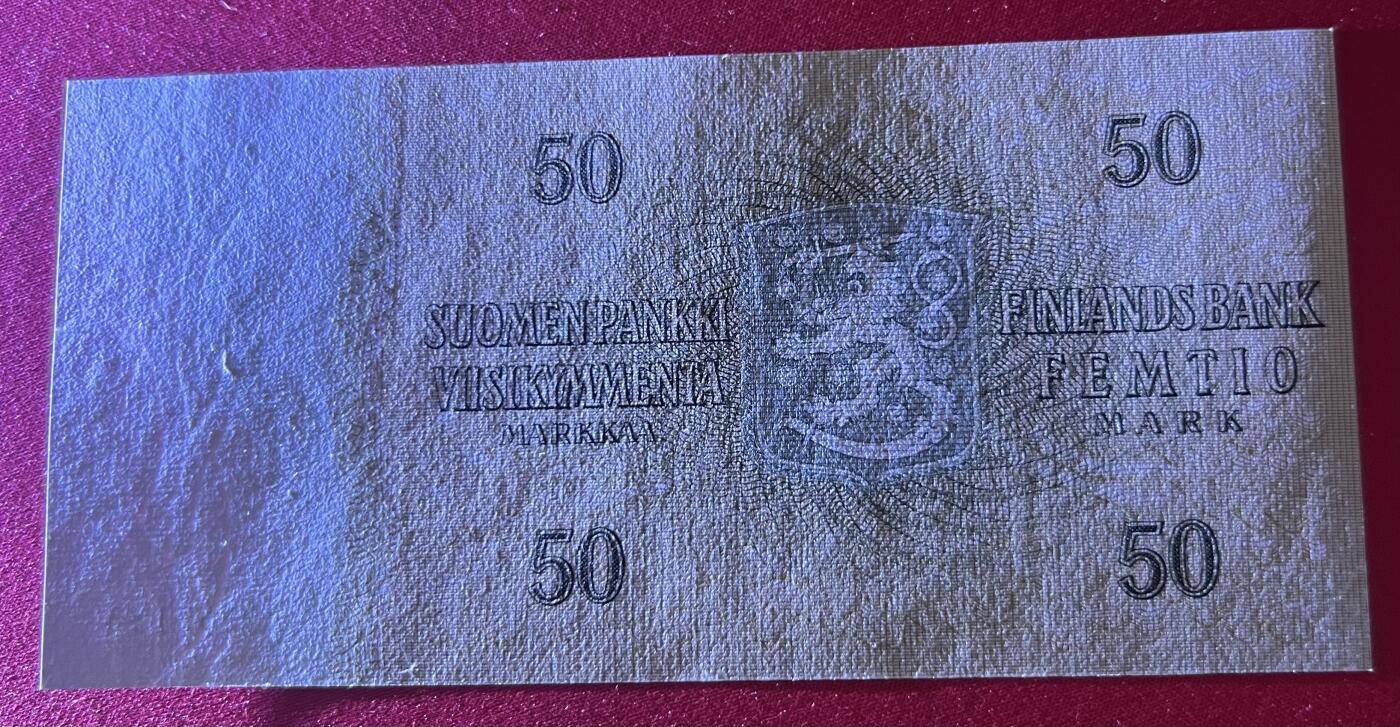 50 50
SUOMEN PANKKI FINLANDS BANK
VIISIKYMMENTÄ FEMTIO
MARKKAA MARK
50 50